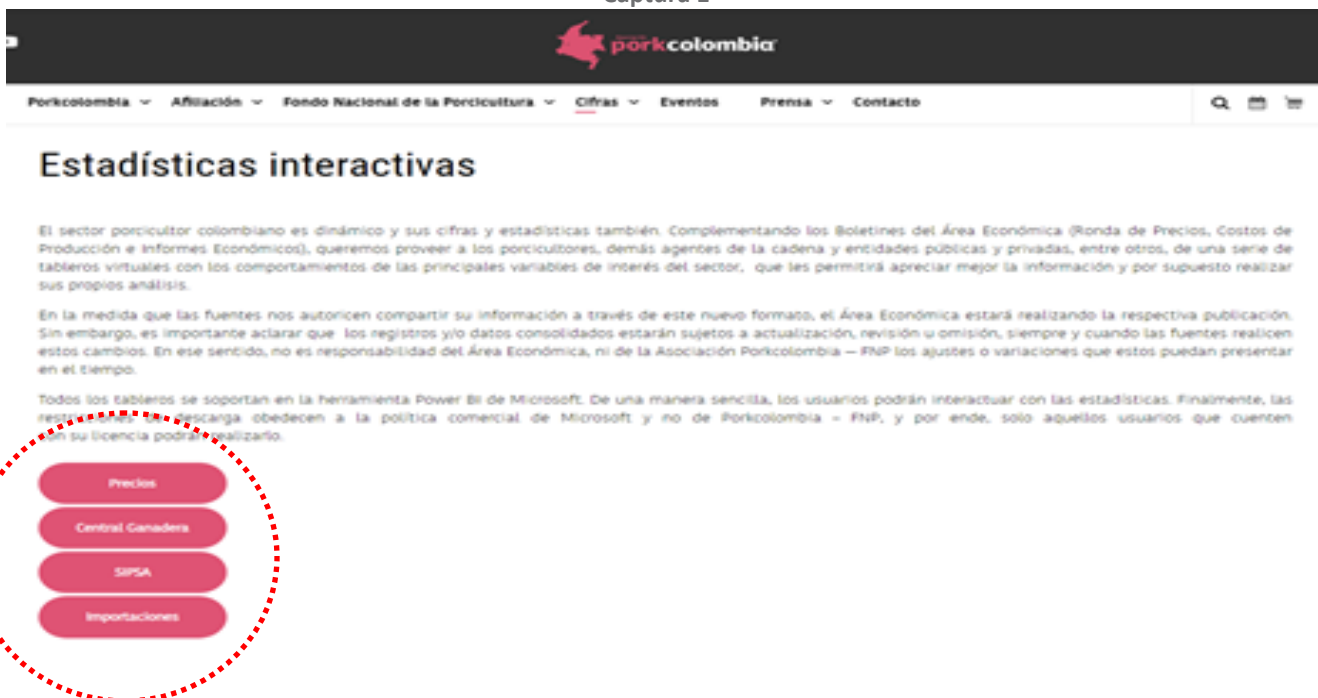 porkcolombia
Porkcolombia Afiliación Fondo Nacional de la Porcicultura Cifras Eventos Prensa Contacto
Estadísticas interactivas
El sector porcicultor colombiano es dinámico y sus cifras y estadísticas también. Complementando los Boletines del Área Económica (Ronda de Precios, Costos de
Producción e Informes Económicos), queremos proveer a los porcicultores, demás agentes de la cadena y entidades públicas y privadas, entre otros, de una serie de
tableros virtuales con los comportamientos de las principales variables de interés del sector, que les permitirá apreciar mejor la información y por supuesto realizar
sus propios análisis.
En la medida que las fuentes nos autoricen compartir su información a través de este nuevo formato, el Área Económica estará realizando la respectiva publicación.
Sin embargo, es importante aclarar que los registros y/o datos consolidados estarán sujetos a actualización, revisión u omisión, siempre y cuando las fuentes realicen
estos cambios. En ese sentido, no es responsabilidad del Área Económica, ni de la Asociación Porkcolombia – FNP los ajustes o variaciones que estos puedan presentar
en el tiempo.
Todos los tableros se soportan en la herramienta Power BI de Microsoft. De una manera sencilla, los usuarios podrán interactuar con las estadísticas. Finalmente, las
restricciones de descarga obedecen a la política comercial de Microsoft y no de Porkcolombia – FNP, y por ende, solo aquellos usuarios que cuenten
con su licencia podrán realizarlo.
Precios
Central Ganadera
SIPSA
Importaciones